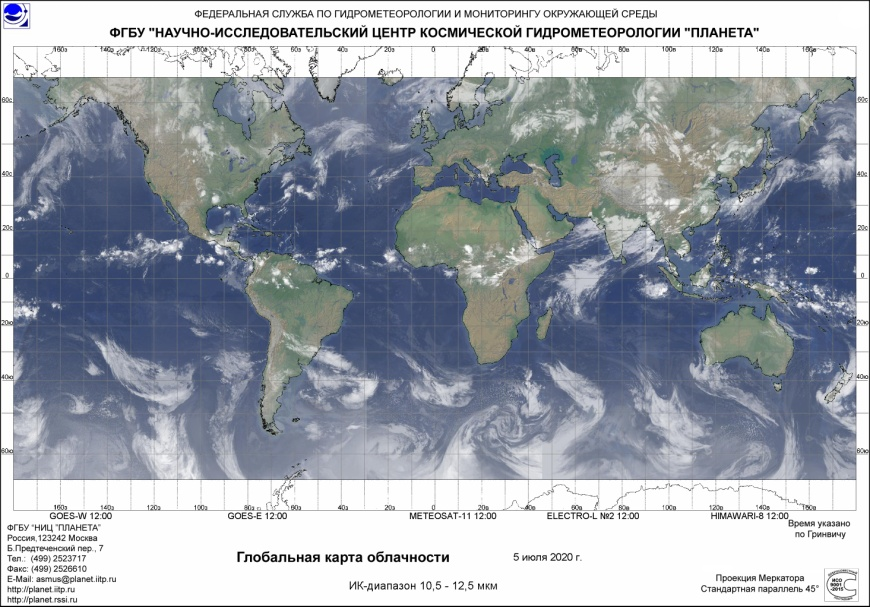 ФЕДЕРАЛЬНАЯ СЛУЖБА ПО ГИДРОМЕТЕОРОЛОГИИ И МОНИТОРИНГУ ОКРУЖАЮЩЕЙ СРЕДЫ
ФГБУ "НАУЧНО-ИССЛЕДОВАТЕЛЬСКИЙ ЦЕНТР КОСМИЧЕСКОЙ ГИДРОМЕТЕОРОЛОГИИ "ПЛАНЕТА"
160з 140з 120з 100з 80з 60з 40з 20з 0 20в 40в 60в 80в 100в 120в 140в 160в
60с 60с
40с 40с
20с 20с
0 0
20ю 20ю
40ю 40ю
60ю 60ю
160з 140з 120з 100з 80з 60з 40з 20з 0 20в 40в 60в 80в 100в 120в 140в 160в
GOES-W 12:00 GOES-E 12:00 METEOSAT-11 12:00 ELECTRO-L №2 12:00 HIMAWARI-8 12:00
Время указано
по Гринвичу
ФГБУ "НИЦ "ПЛАНЕТА"
Россия,123242 Москва
Б.Предтеченский пер., 7
Тел.: (499) 2523717
Факс: (499) 2526610
E-Mail: asmus@planet.iitp.ru
http://planet.iitp.ru
http://planet.rssi.ru
Глобальная карта облачности
5 июля 2020 г.
ИК-диапазон 10,5 - 12,5 мкм
Проекция Меркатора
Стандартная параллель 45°
ИСО
9001
-2015